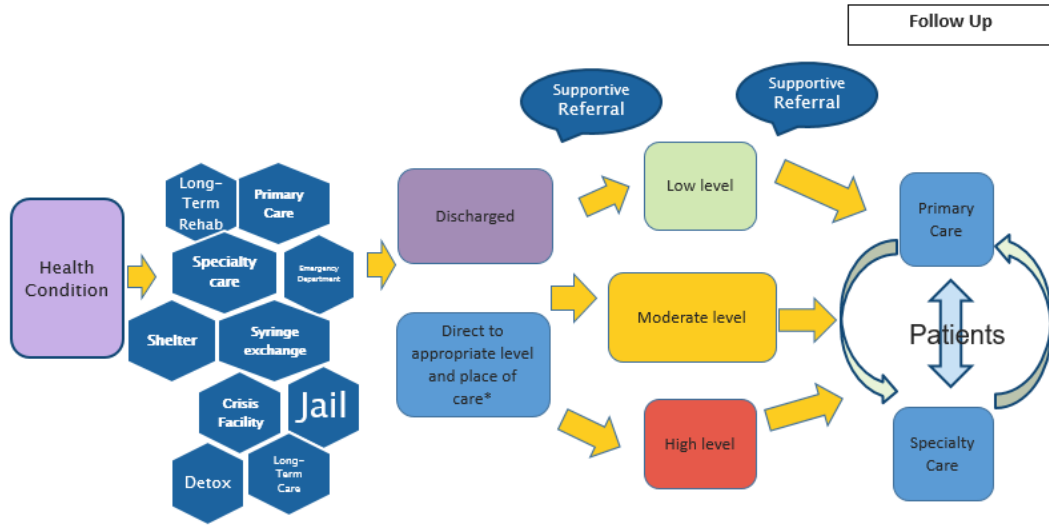 Follow Up
Supportive
Referral
Supportive
Referral
Health
Condition
Long-
Term
Rehab
Primary
Care
Specialty
care
Emergency
Department
Shelter
Syringe
exchange
Crisis
Facility
Jail
Detox
Long-
Term
Care
Discharged
Direct to
appropriate level
and place of
care*
Low level
Moderate level
High level
Primary
Care
Patients
Specialty
Care